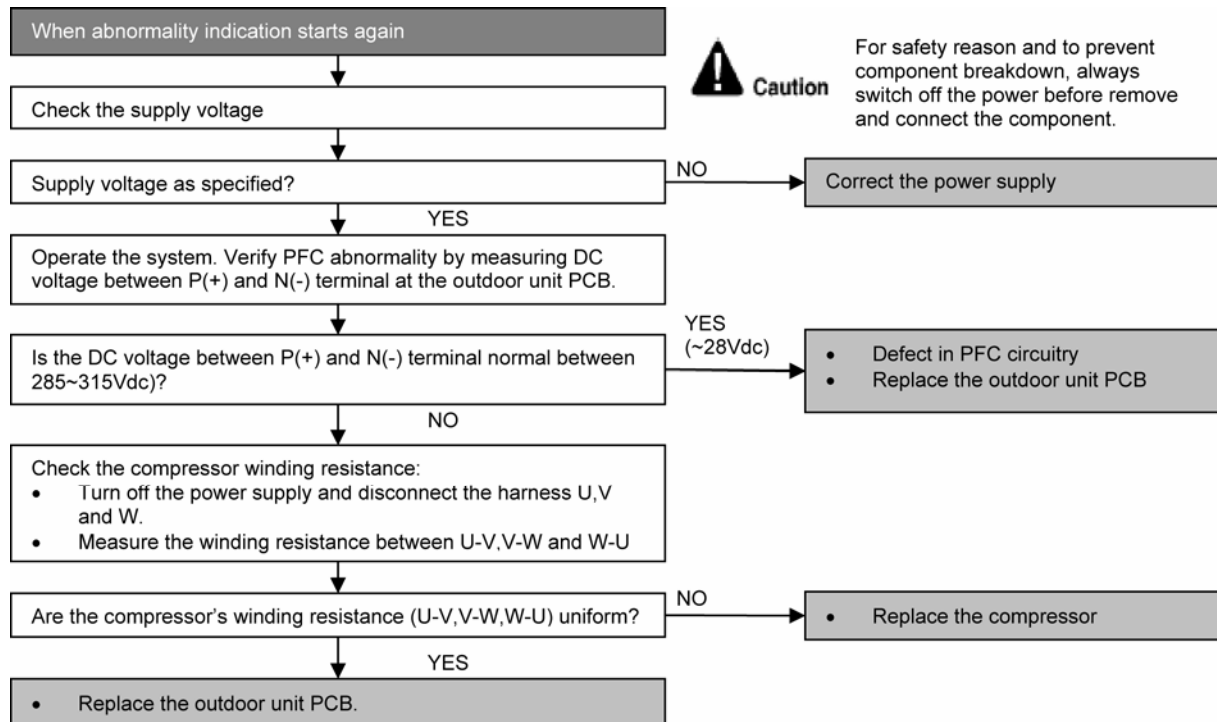 When abnormality indication starts again
Caution
For safety reason and to prevent
component breakdown, always
switch off the power before remove
and connect the component.
Check the supply voltage
Supply voltage as specified?
NO
Correct the power supply
YES
Operate the system. Verify PFC abnormality by measuring DC
voltage between P(+) and N(-) terminal at the outdoor unit PCB.
Is the DC voltage between P(+) and N(-) terminal normal between
285~315Vdc)?
YES
(~28Vdc)
• Defect in PFC circuitry
• Replace the outdoor unit PCB
NO
Check the compressor winding resistance:
• Turn off the power supply and disconnect the harness U,V
and W.
• Measure the winding resistance between U-V,V-W and W-U
Are the compressor's winding resistance (U-V,V-W,W-U) uniform?
NO
• Replace the compressor
YES
• Replace the outdoor unit PCB.